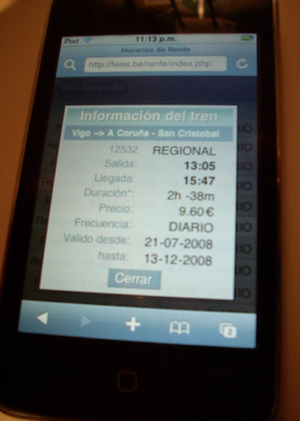 iPod 11:13 p.m.
Horarios de Renfe
http://feiss.be/renfe/index.php
Información del tren
Vigo --> A Coruña - San Cristobal
12532 REGIONAL
Salida: 13:05
Llegada: 15:47
Duración*: 2h -38m
Precio: 9.60€
Frecuencia: DIARIO
Valido desde: 21-07-2008
hasta: 13-12-2008
Cerrar